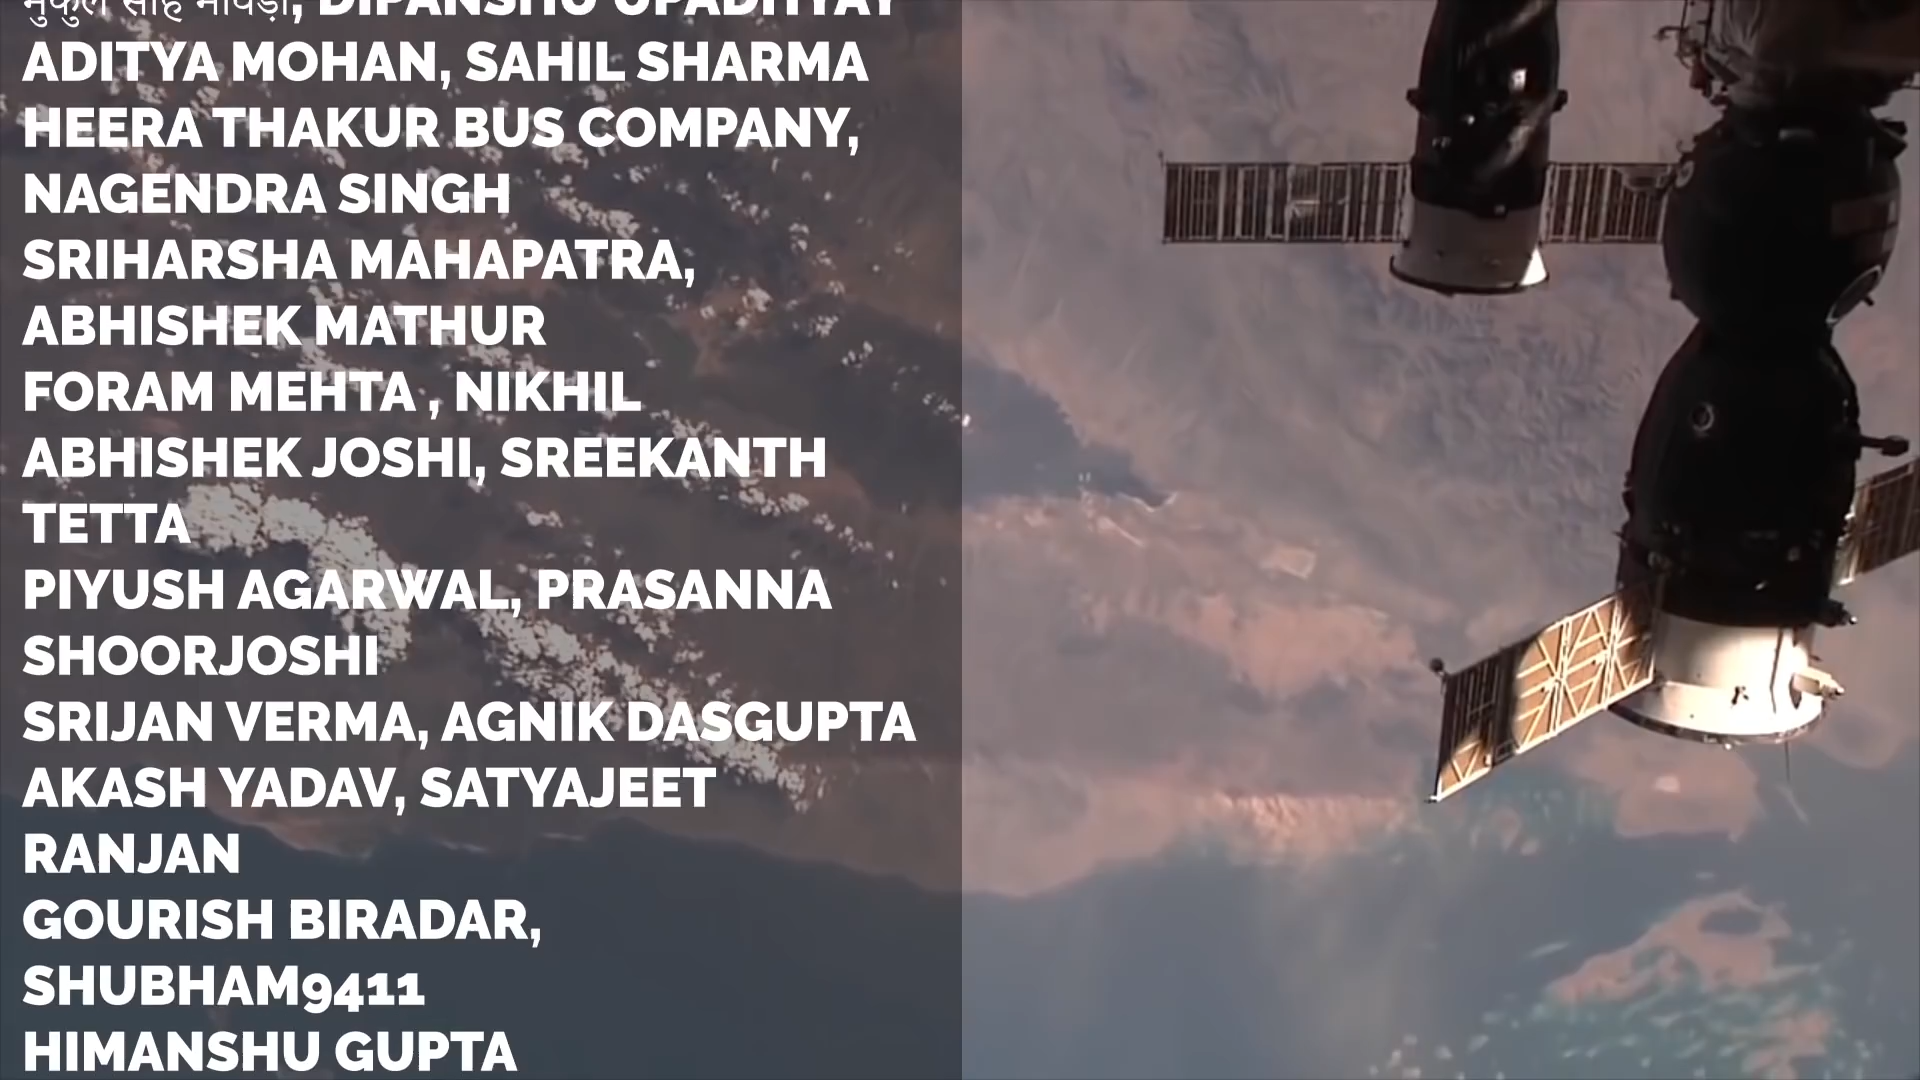 DIPANSHU UPADHYAY
ADITYA MOHAN, SAHIL SHARMA
HEERA THAKUR BUS COMPANY,
NAGENDRA SINGH
SRIHARSHA MAHAPATRA,
ABHISHEK MATHUR
FORAM MEHTA , NIKHIL
ABHISHEK JOSHI, SREEKANTH
TETTA
PIYUSH AGARWAL, PRASANNA
SHOORJOSHI
SRIJAN VERMA, AGNIK DASGUPTA
AKASH YADAV, SATYAJEET
RANJAN
GOURISH BIRADAR,
SHUBHAM9411
HIMANSHU GUPTA